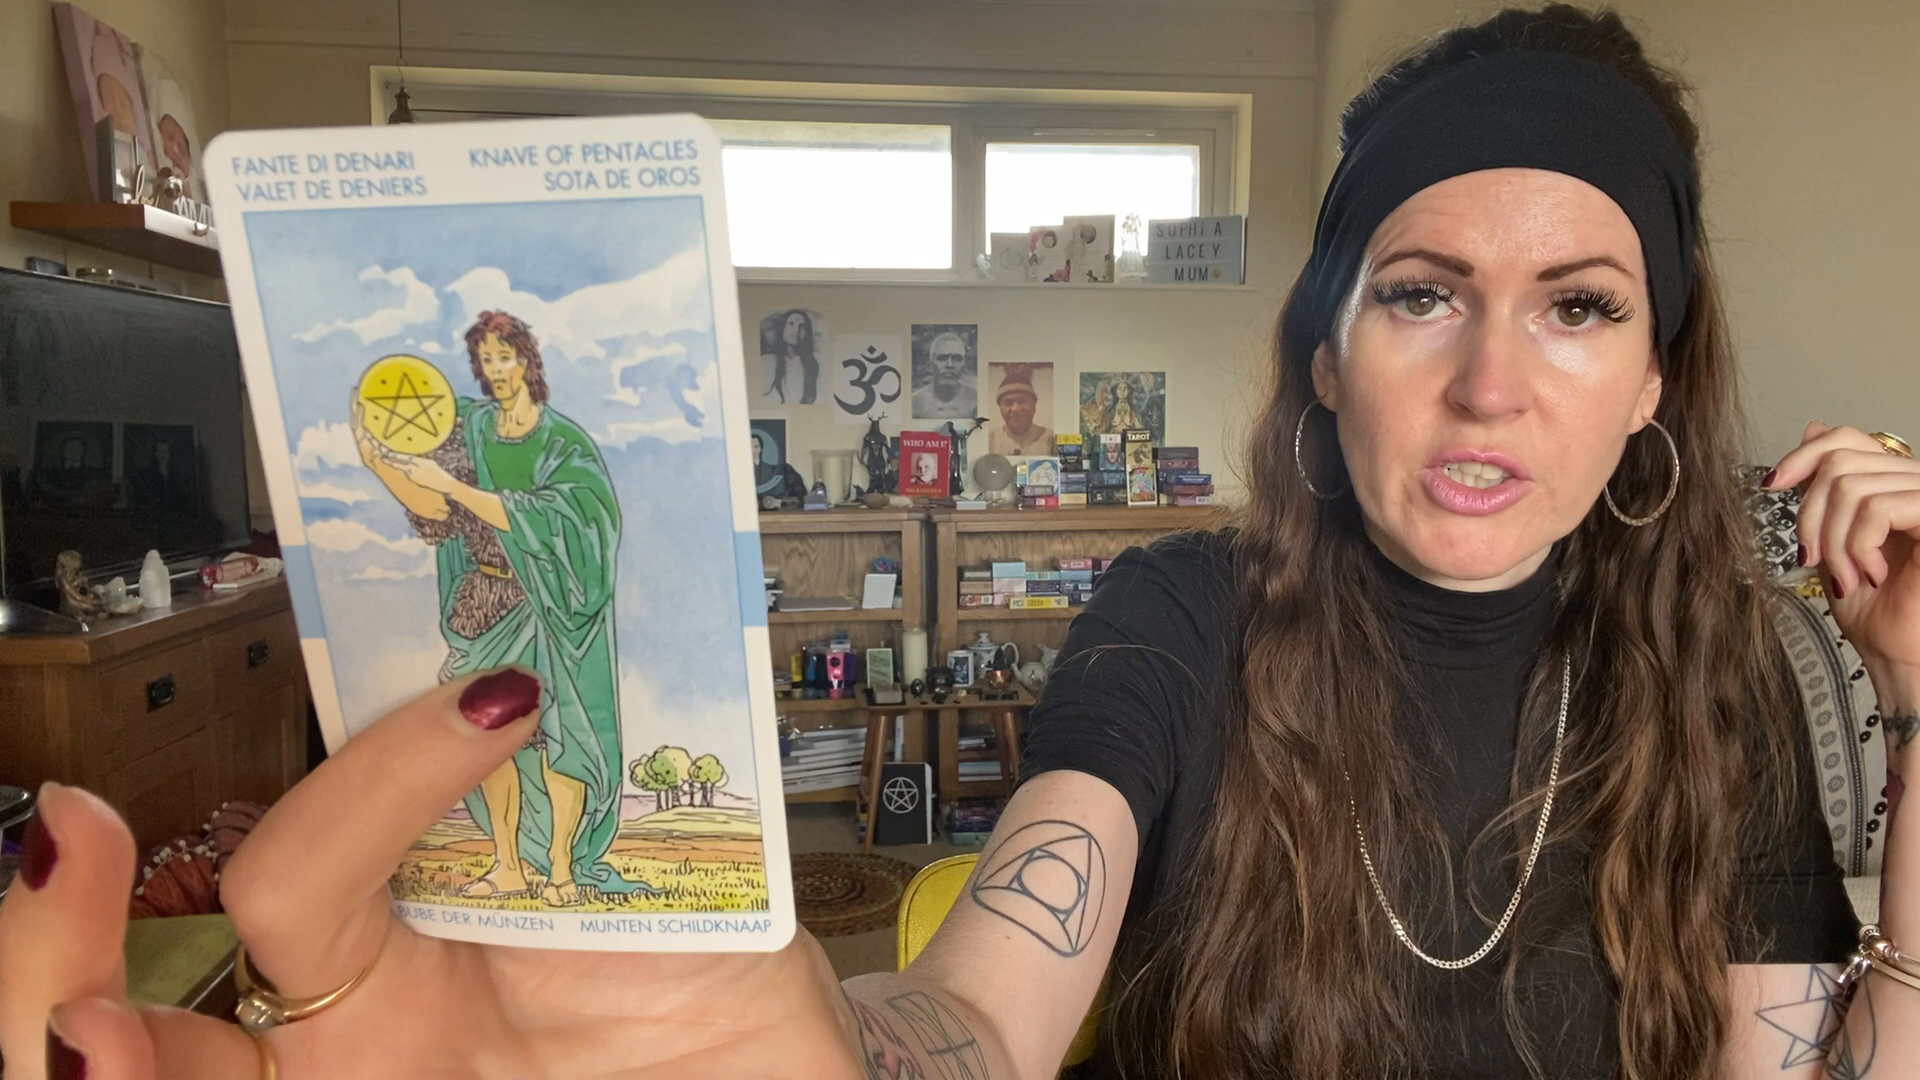 FANTE DI DENARI
VALET DE DENIERS
KNAVE OF PENTACLES
SOTA DE OROS
BUBE DER MÜNZEN
MUNTEN SCHILDKNAAP
SOPHIA
LACEY
MUM
WHO AM I?
TAROT